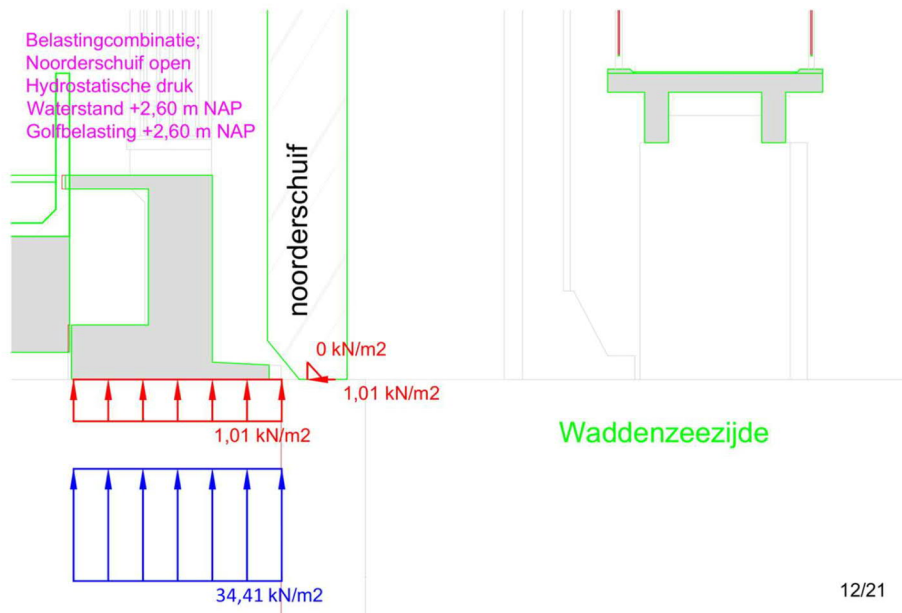 Belastingcombinatie;
Noorderschuif open
Hydrostatische druk
Waterstand +2,60 m NAP
Golfbelasting +2,60 m NAP
noorderschuif
0 kN/m2
1,01 kN/m2
1,01 kN/m2
Waddenzeezijde
34,41 kN/m2
12/21